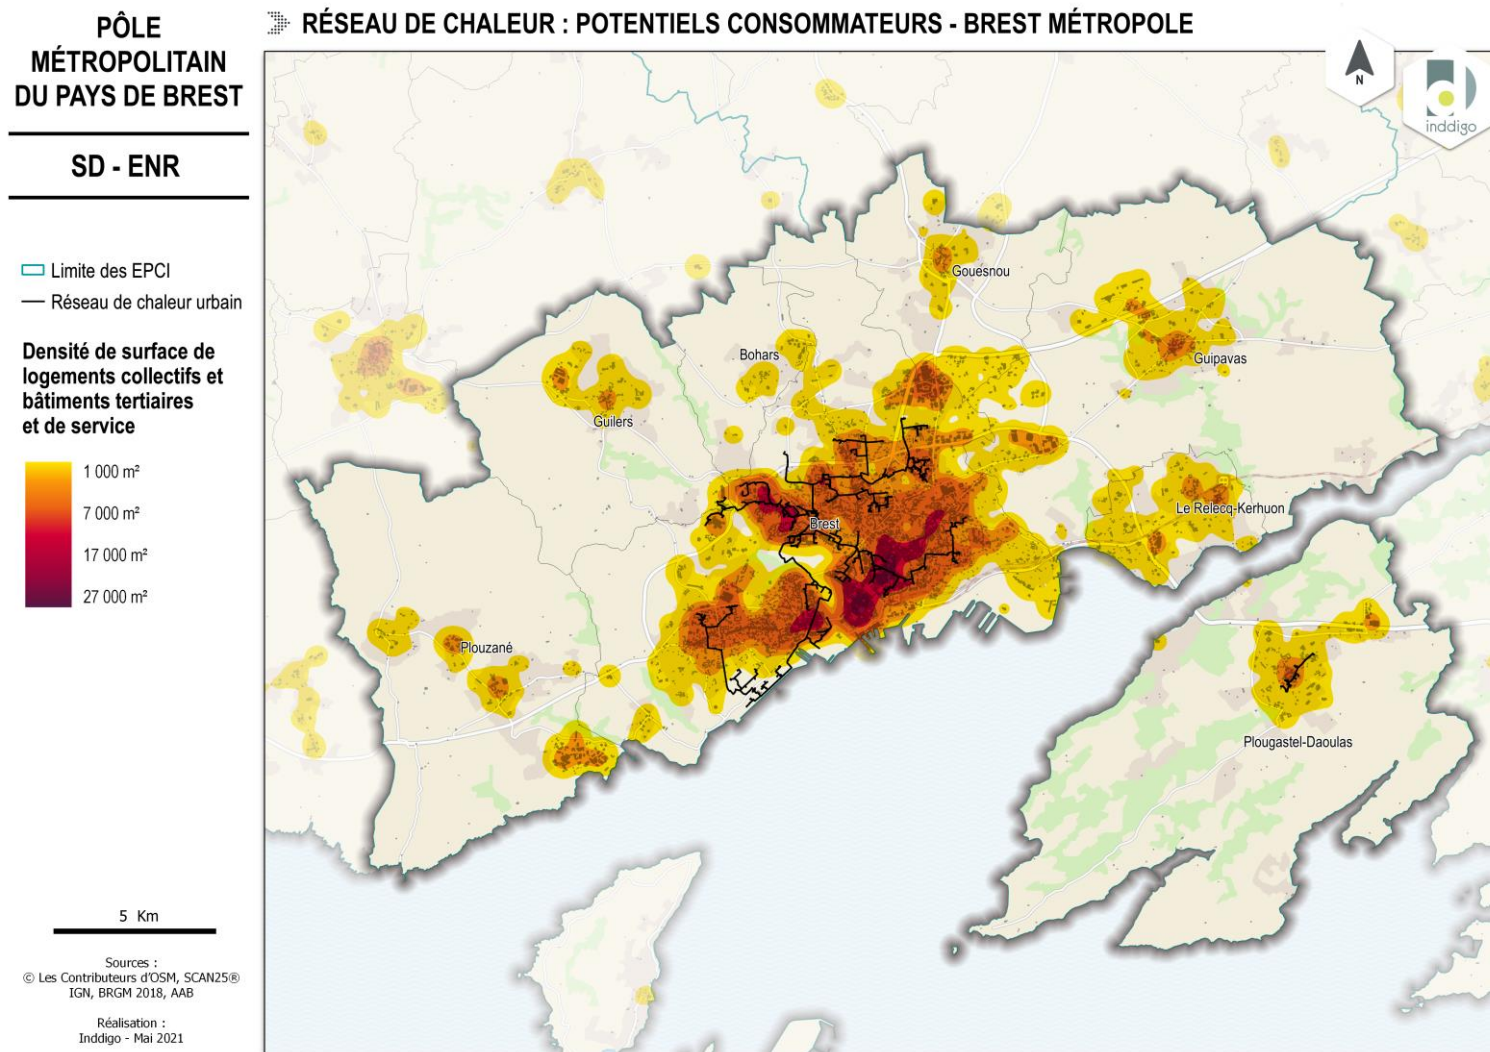 PÔLE
MÉTROPOLITAIN
DU PAYS DE BREST
SD - ENR
Limite des EPCI
Réseau de chaleur urbain
Densité de surface de
logements collectifs et
bâtiments tertiaires
et de service
1 000 m²
7 000 m²
17 000 m²
27 000 m²
5 Km
Sources :
© Les Contributeurs d'OSM, SCAN25®
IGN, BRGM 2018, AAB
Réalisation :
Inddigo - Mai 2021
RÉSEAU DE CHALEUR : POTENTIELS CONSOMMATEURS - BREST MÉTROPOLE
N
inddigo
Gouesnou
Bohars
Guipavas
Guilers
Le Relecq-Kerhuon
Brest
Plouzané
Plougastel-Daoulas